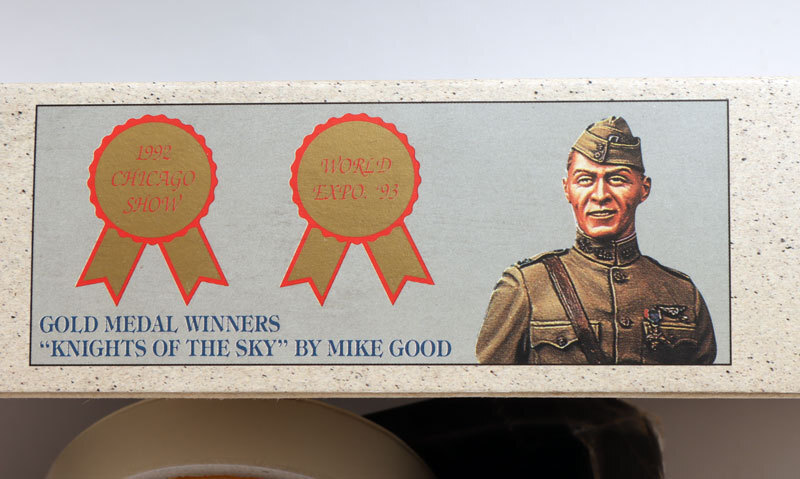 1992
CHICAGO
SHOW
WORLD
EXPO. '93
GOLD MEDAL WINNERS
“KNIGHTS OF THE SKY” BY MIKE GOOD